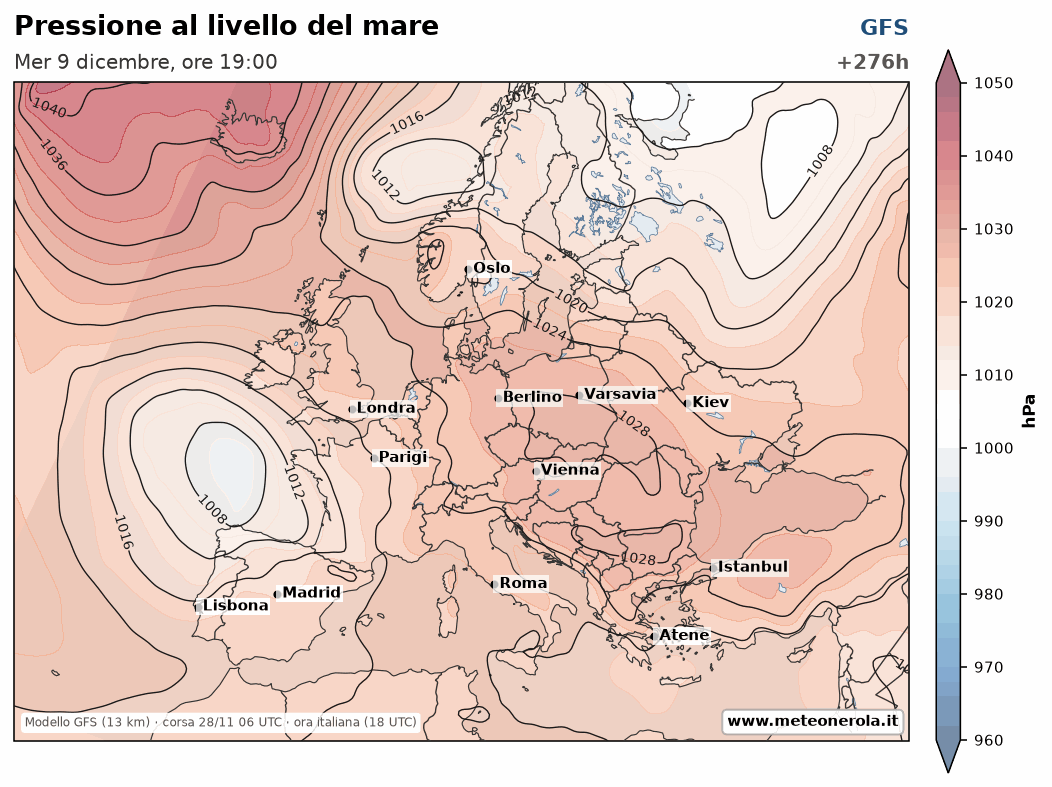 Pressione al livello del mare
GFS
Mer 9 dicembre, ore 19:00
+276h
1040
1036
1016
1012
1012
1008
1020
1024
1028
1028
1012
1008
1016
Oslo
Londra
Berlino
Varsavia
Kiev
Parigi
Vienna
Istanbul
Roma
Madrid
Lisbona
Atene
Modello GFS (13 km) · corsa 28/11 06 UTC · ora italiana (18 UTC)
www.meteonerola.it
1050
1040
1030
1020
1010
1000
990
980
970
960
hPa